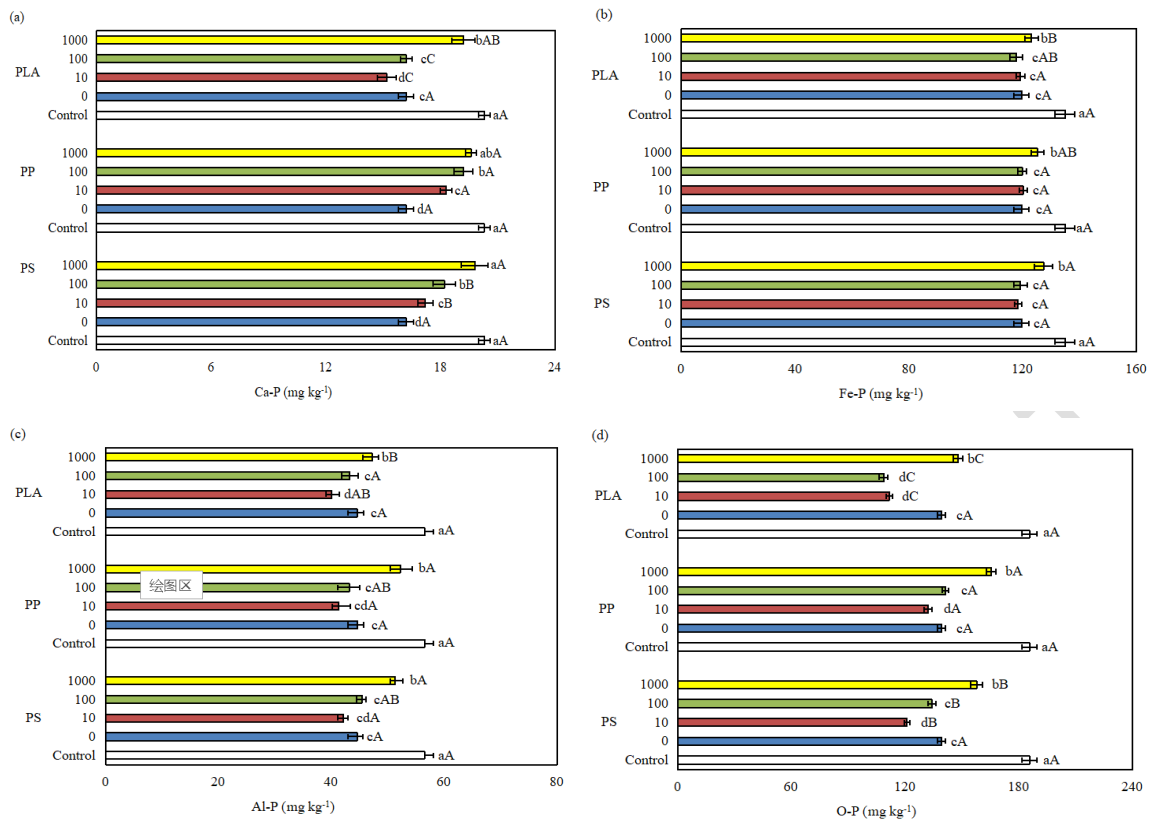 (a)
1000 bAB
100 cC
PLA
10 dC
0 cA
Control aA
1000 abA
PP
100 bA
10 cA
0 dA
Control aA
PS
1000 aA
100 bB
10 cB
0 dA
Control aA
0 6 12 18 24
Ca-P (mg kg-1)
(b)
1000 bB
100 cAB
PLA
10 cA
0 cA
Control aA
1000 bAB
PP
100 cA
10 cA
0 cA
Control aA
1000 bA
100 cA
PS
10 cA
0 cA
Control aA
0 40 80 120 160
Fe-P (mg kg-1)
(c)
1000 bB
100 cA
PLA
10 dAB
0 cA
Control aA
1000 bA
绘图区
100 cAB
PP
10 cdA
0 cA
Control aA
1000 bA
100 cAB
PS
10 cdA
0 cA
Control aA
0 20 40 60 80
Al-P (mg kg-1)
(d)
1000 bC
100 dC
PLA
10 dC
0 cA
Control aA
1000 bA
100 cA
PP
10 dA
0 cA
Control aA
1000 bB
100 cB
PS
10 dB
0 cA
Control aA
0 60 120 180 240
O-P (mg kg-1)